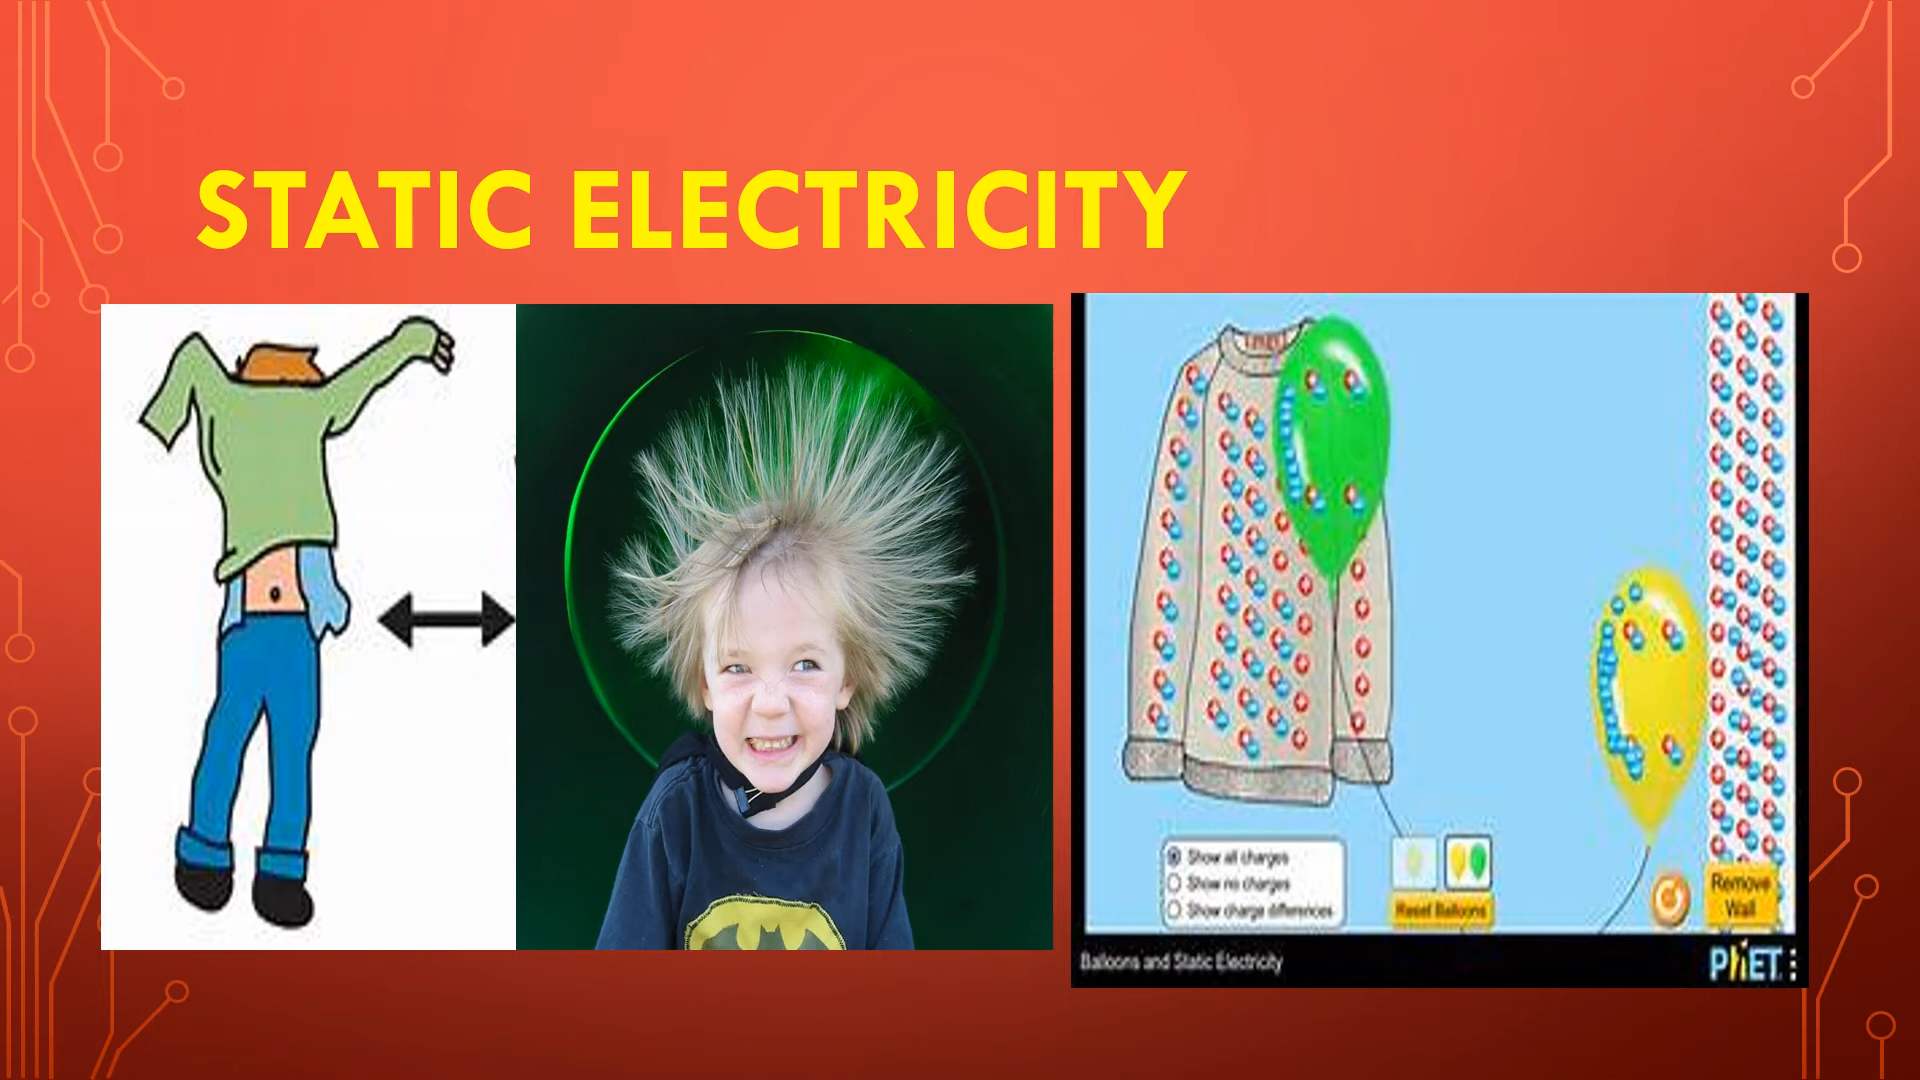 STATIC ELECTRICITY
Show all charges
Show no charges
Show charge differences
Reset Balloons
Remove
Wall
Balloons and Static Electricity
PhET